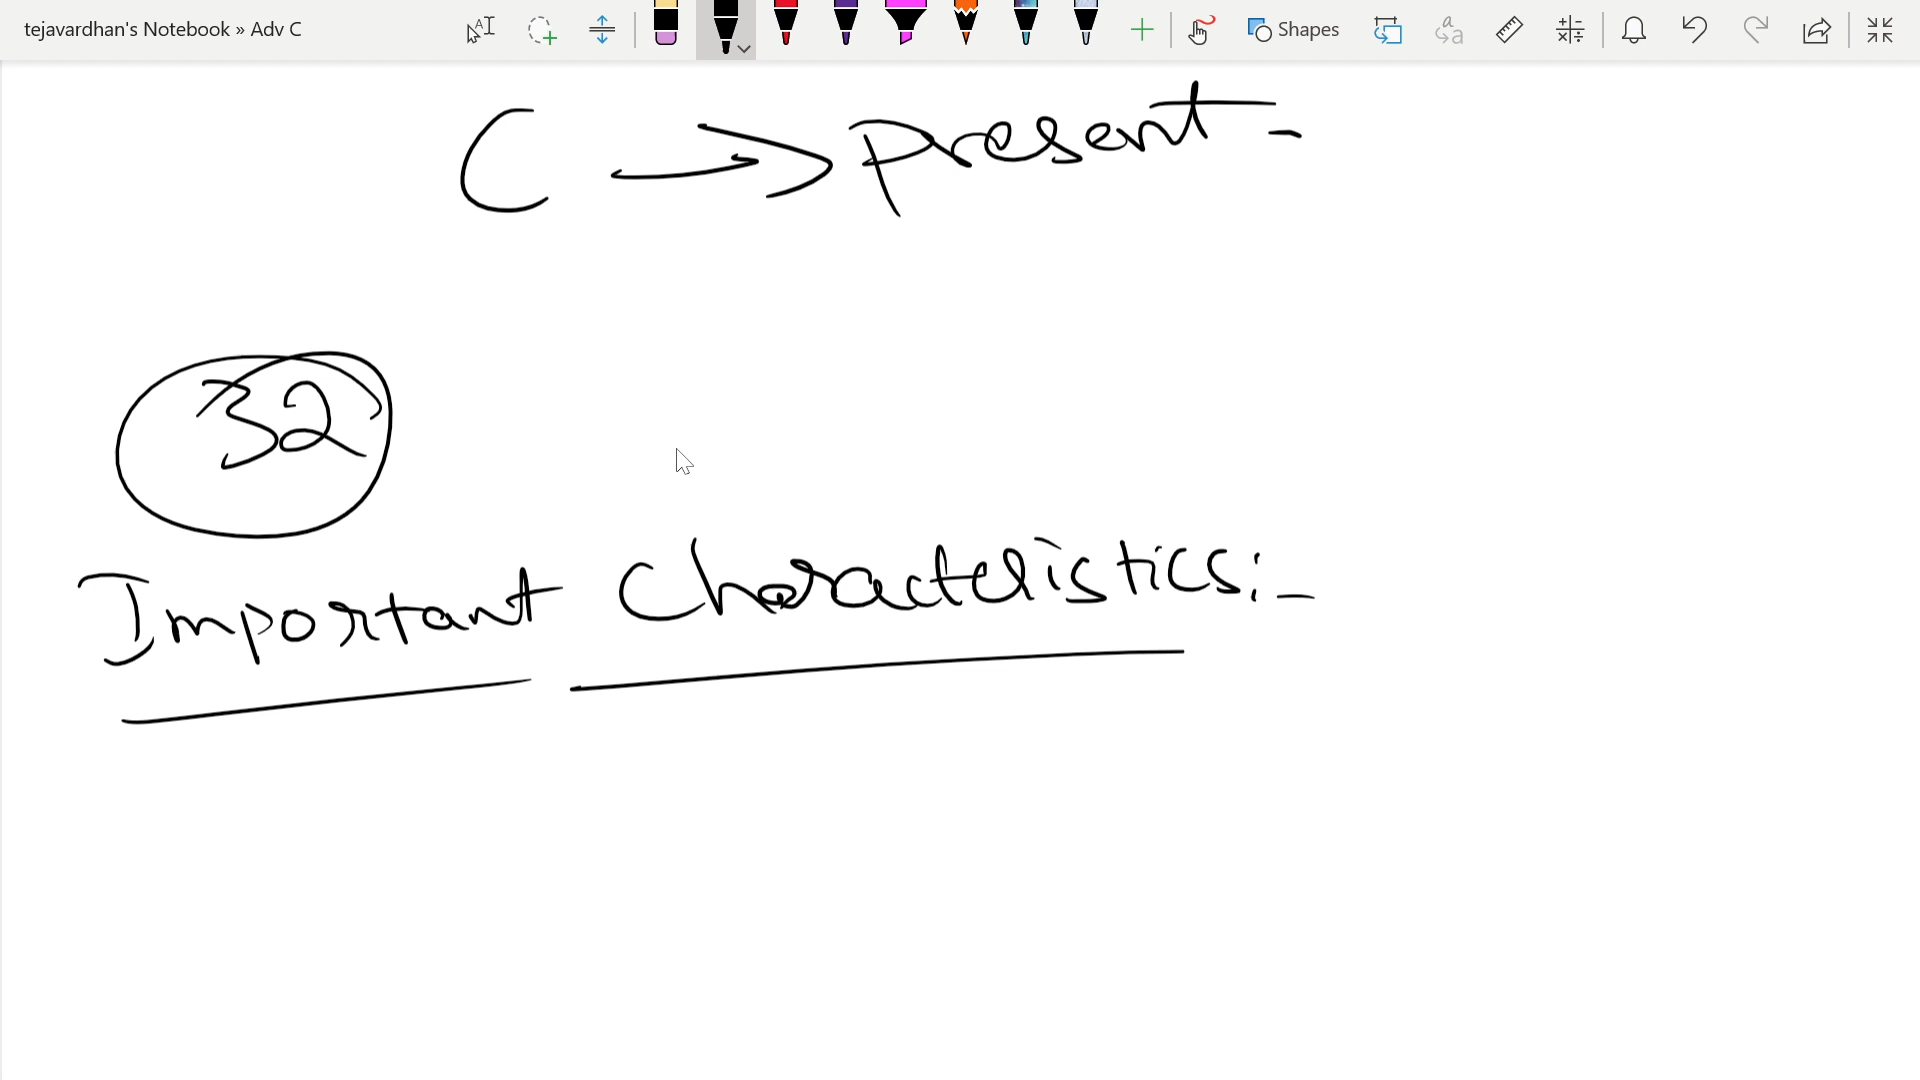 tejavardhan's Notebook » Adv C
Shapes
C → present -
32
Important Characteristics:-